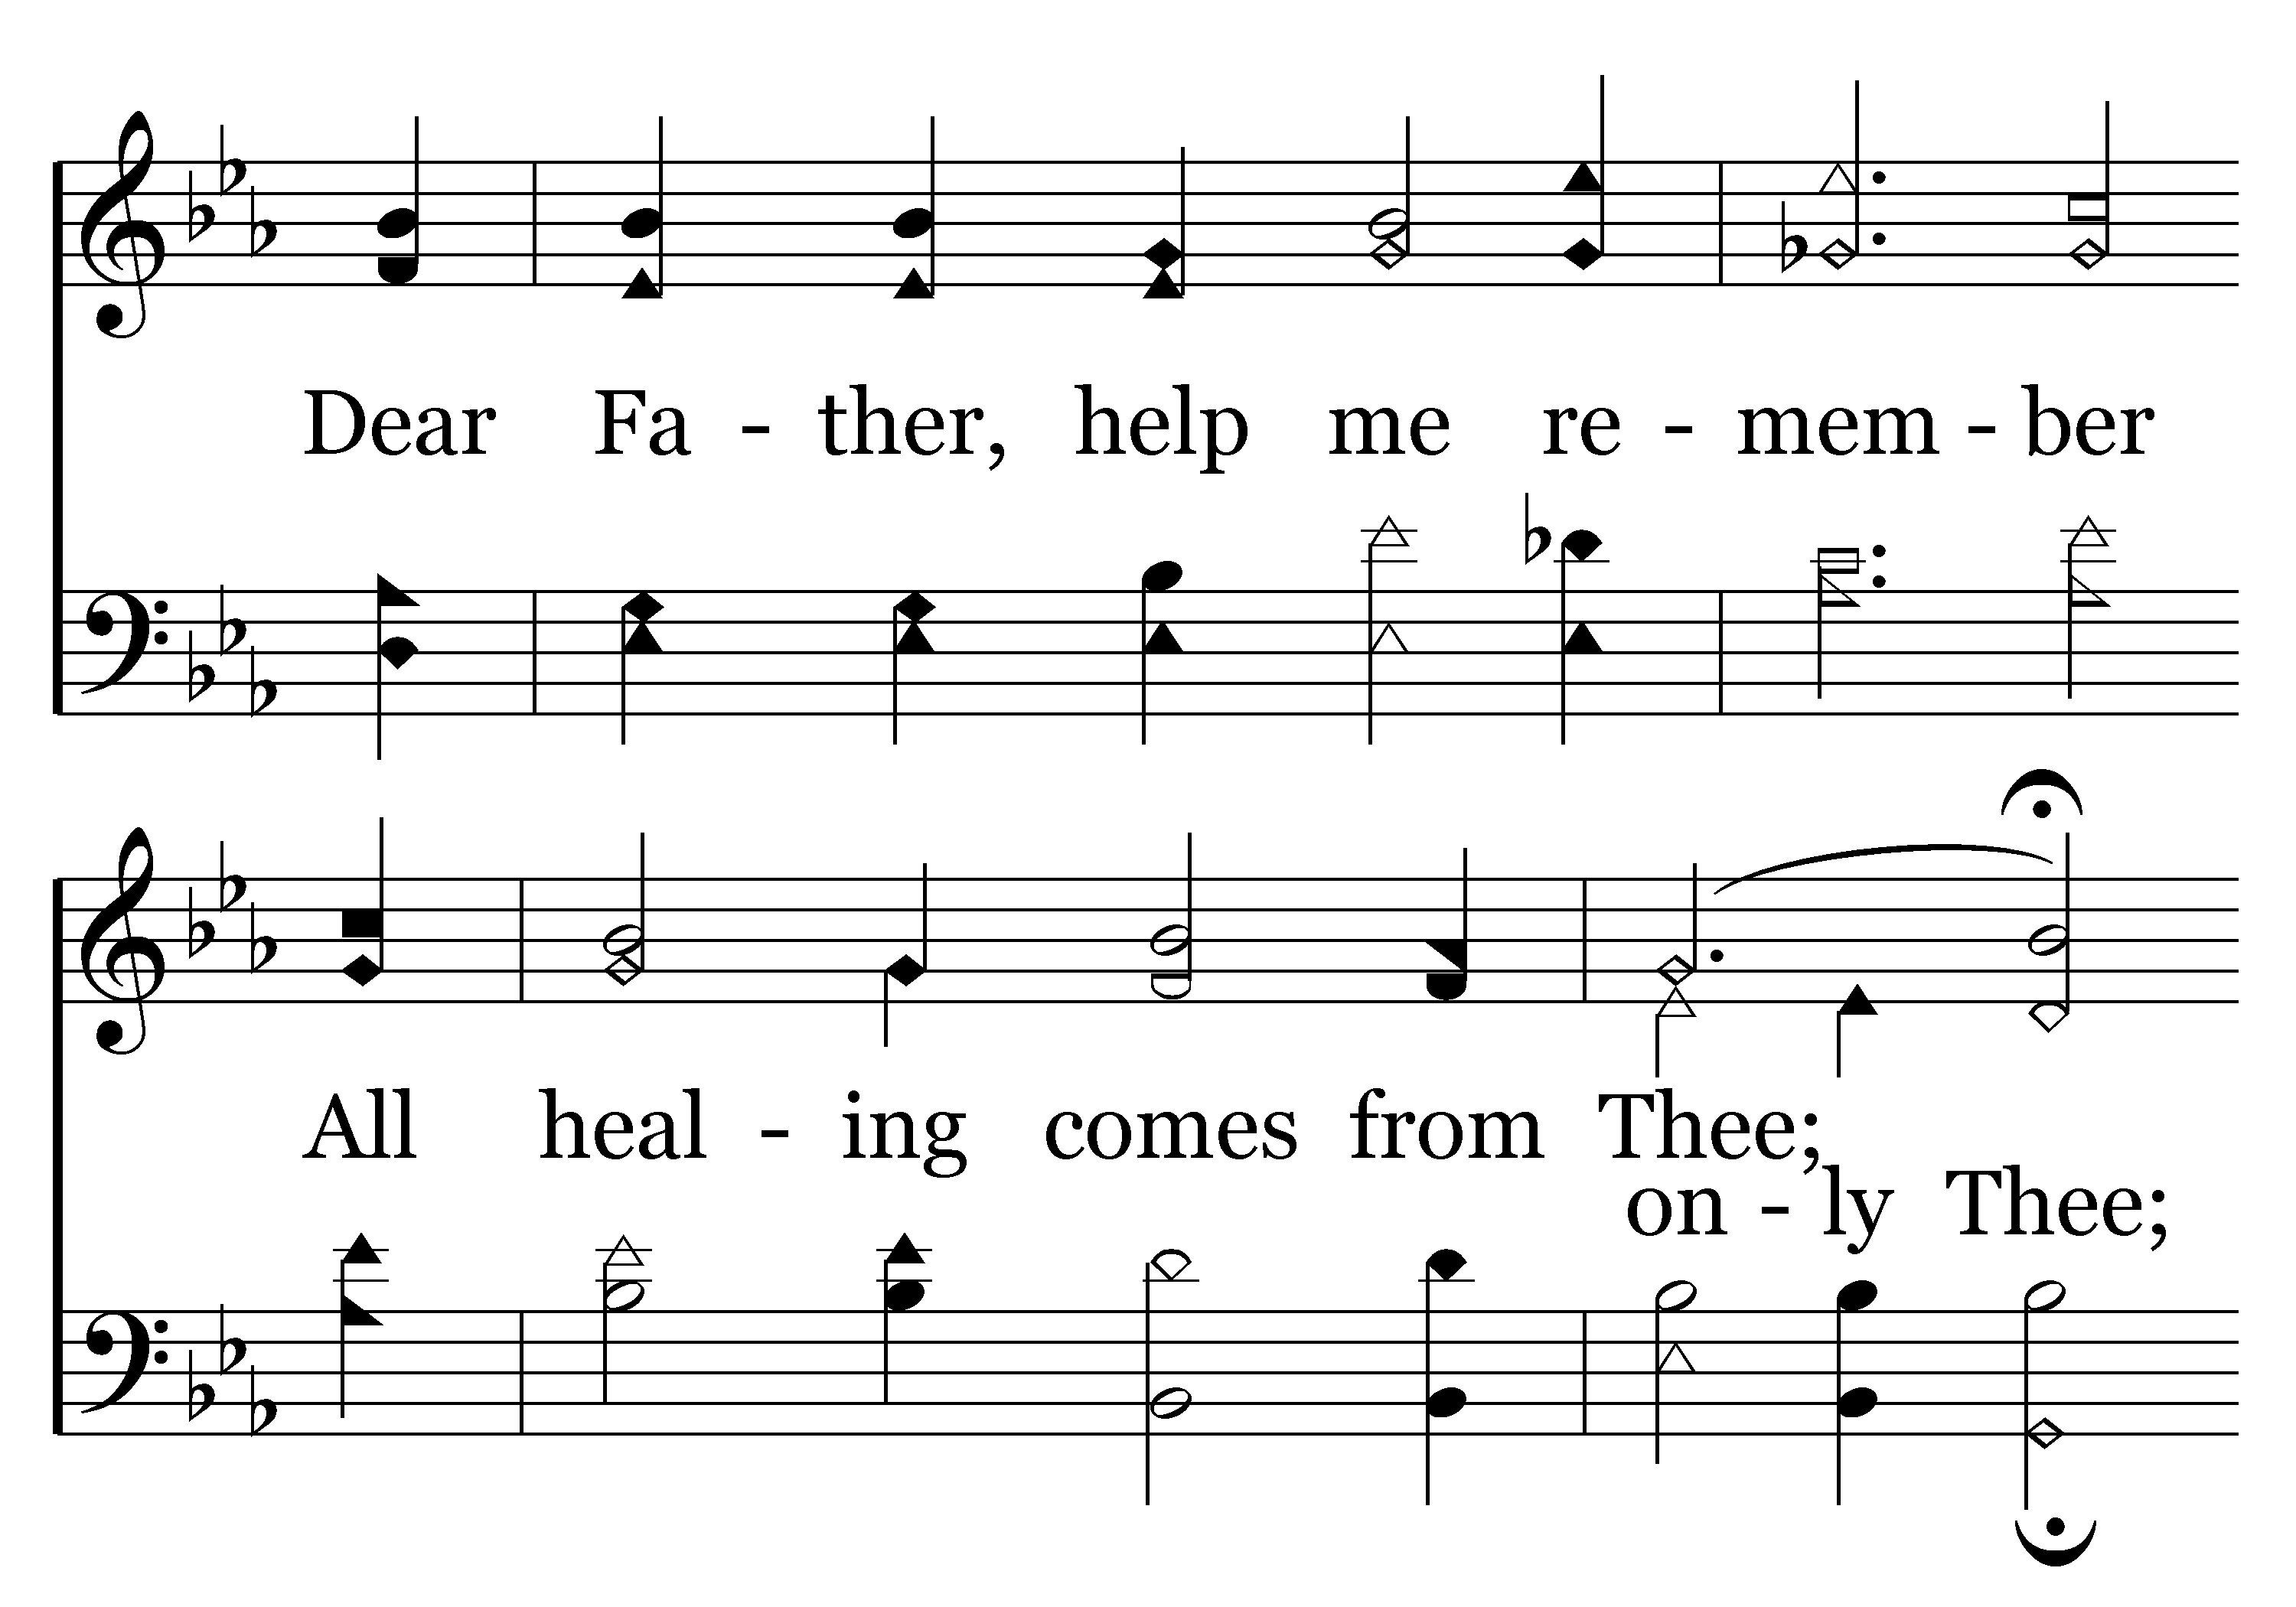 Dear Fa - ther, help me re - mem - ber
All heal - ing comes from Thee;
on - ly Thee;